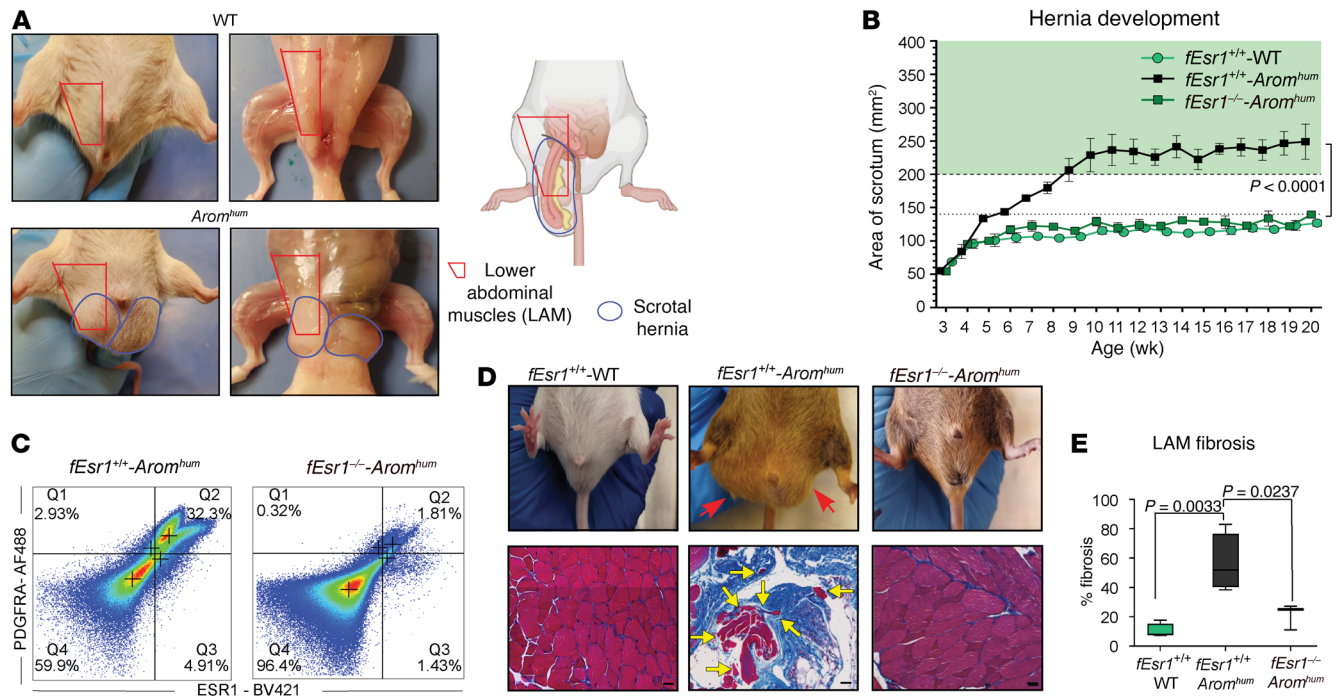 A
WT
Arom^hum
Lower
abdominal
muscles (LAM)
Scrotal
hernia
B
Hernia development
Area of scrotum (mm²)
400
350
300
250
200
150
140
100
50
0
fEsr1^+/+-WT
fEsr1^+/+-Arom^hum
fEsr1^−/−-Arom^hum
P < 0.0001
3 4 5 6 7 8 9 10 11 12 13 14 15 16 17 18 19 20
Age (wk)
C
fEsr1^+/+-Arom^hum
fEsr1^−/−-Arom^hum
PDGFRA- AF488
Q1
2.93%
Q2
32.3%
Q4
59.9%
Q3
4.91%
Q1
0.32%
Q2
1.81%
Q4
96.4%
Q3
1.43%
ESR1 - BV421
D
fEsr1^+/+-WT
fEsr1^+/+-Arom^hum
fEsr1^−/−-Arom^hum
E
LAM fibrosis
% fibrosis
100
80
60
40
20
0
P = 0.0033
P = 0.0237
fEsr1^+/+
WT
fEsr1^+/+
Arom^hum
fEsr1^−/−
Arom^hum